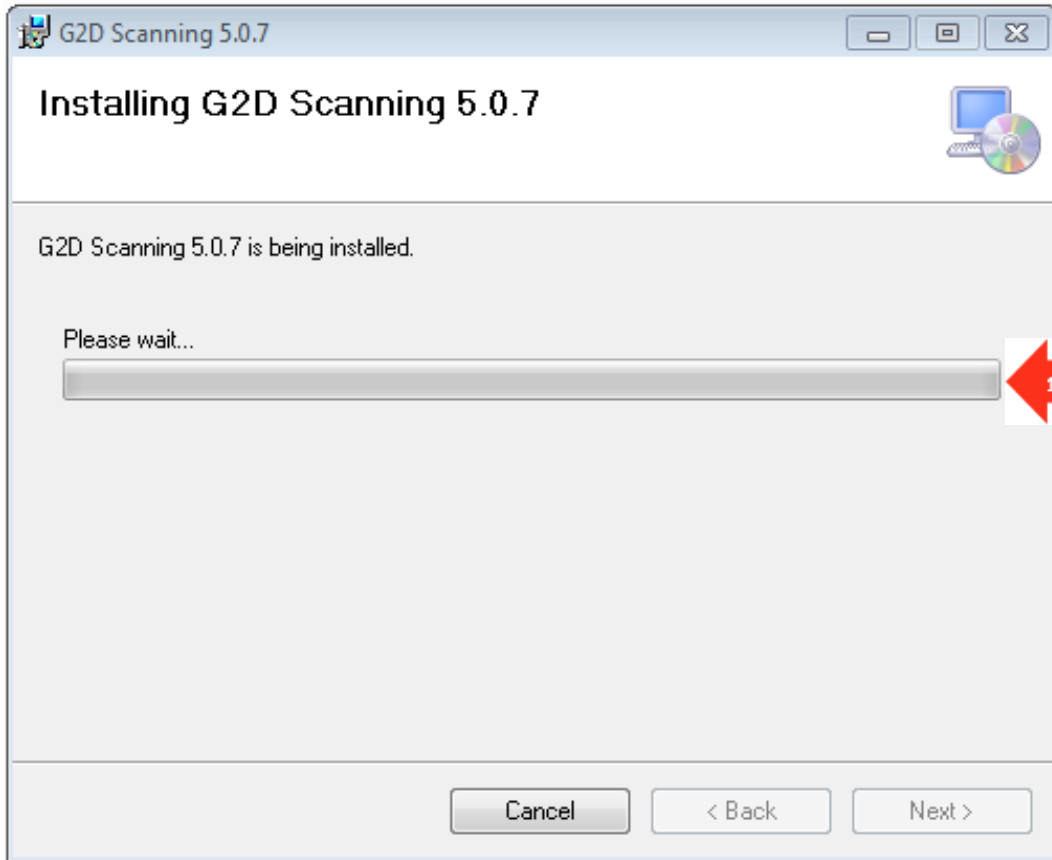 G2D Scanning 5.0.7
Installing G2D Scanning 5.0.7
G2D Scanning 5.0.7 is being installed.
Please wait...
1
Cancel
< Back
Next >